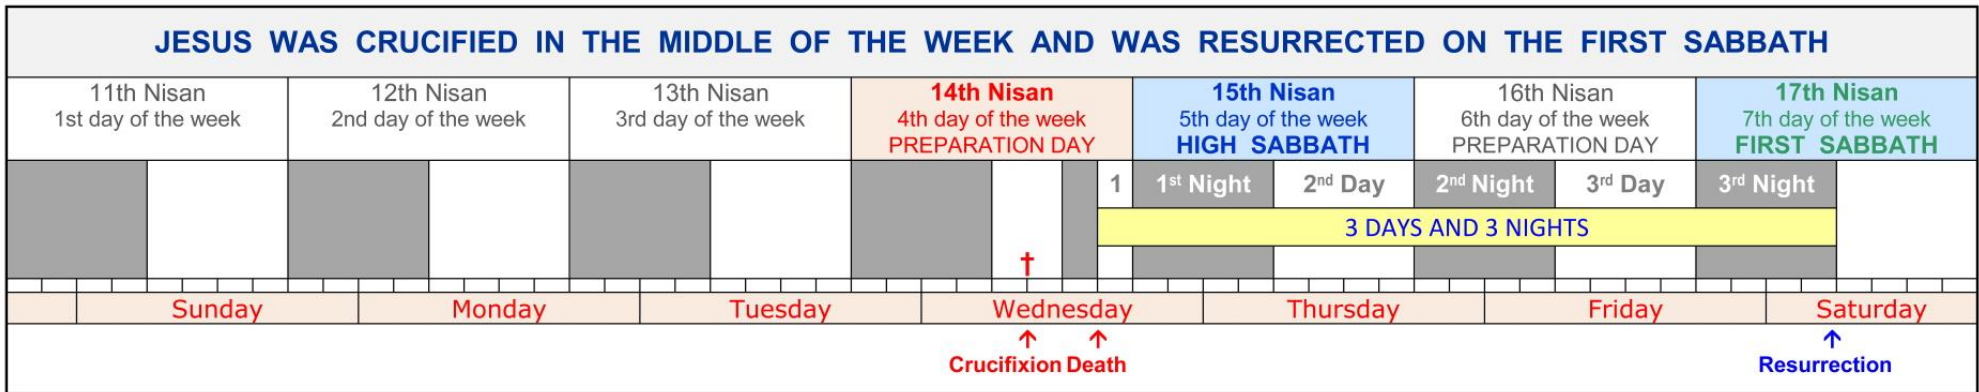 JESUS WAS CRUCIFIED IN THE MIDDLE OF THE WEEK AND WAS RESURRECTED ON THE FIRST SABBATH
11th Nisan
1st day of the week
12th Nisan
2nd day of the week
13th Nisan
3rd day of the week
14th Nisan
4th day of the week
PREPARATION DAY
15th Nisan
5th day of the week
HIGH SABBATH
16th Nisan
6th day of the week
PREPARATION DAY
17th Nisan
7th day of the week
FIRST SABBATH
1
1st Night
2nd Day
2nd Night
3rd Day
3rd Night
3 DAYS AND 3 NIGHTS
Sunday
Monday
Tuesday
Wednesday
Thursday
Friday
Saturday
Crucifixion
Death
Resurrection